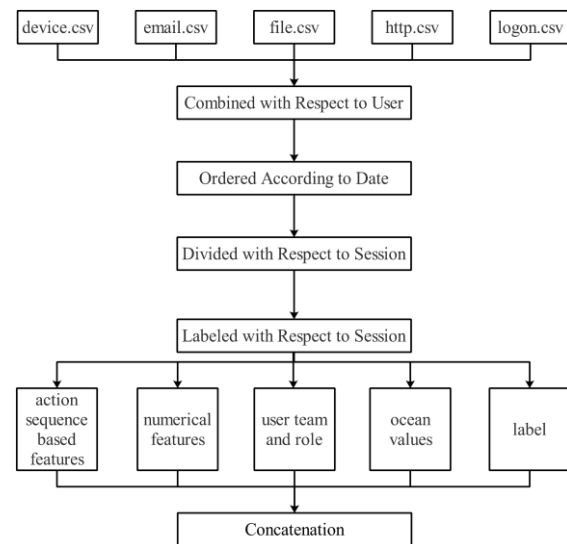 device.csv
email.csv
file.csv
http.csv
logon.csv
Combined with Respect to User
Ordered According to Date
Divided with Respect to Session
Labeled with Respect to Session
action
sequence
based
features
numerical
features
user team
and role
ocean
values
label
Concatenation